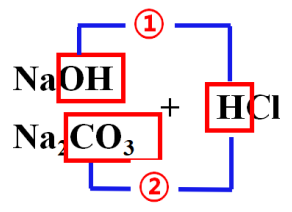 ①
NaOH
+ HCl
Na₂CO₃
②